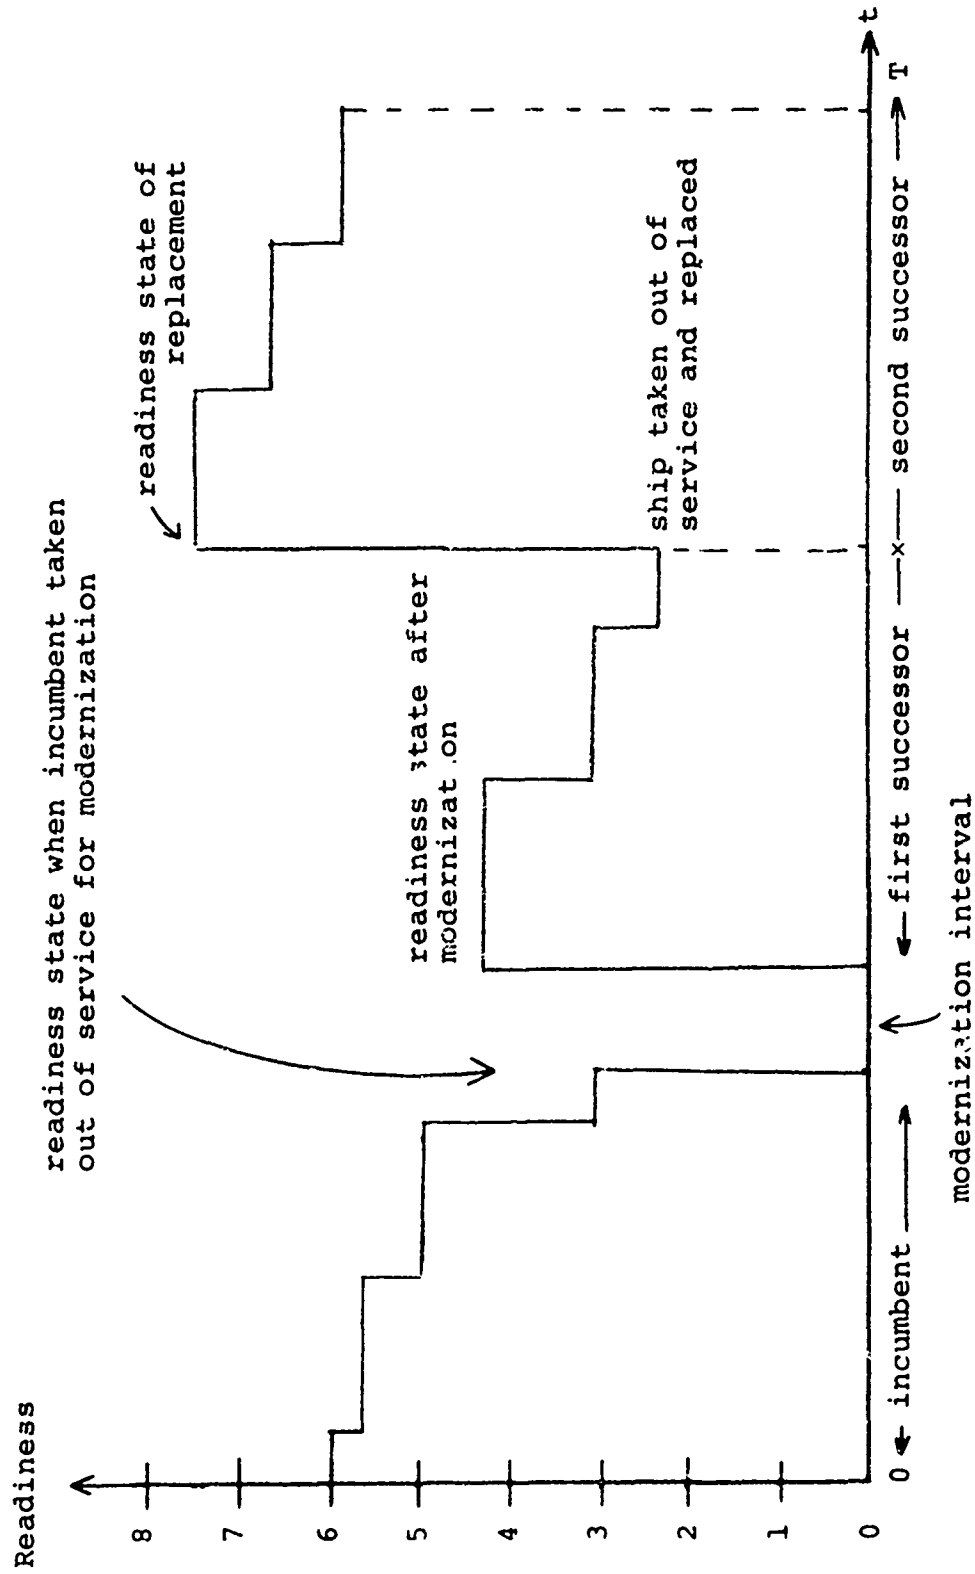 Readiness
8
7
6
5
4
3
2
1
0
readiness state when incumbent taken
out of service for modernization
readiness state after
modernization
readiness state of
replacement
ship taken out of
service and replaced
0 incumbent
first successor
x
second successor
T
t
modernization interval